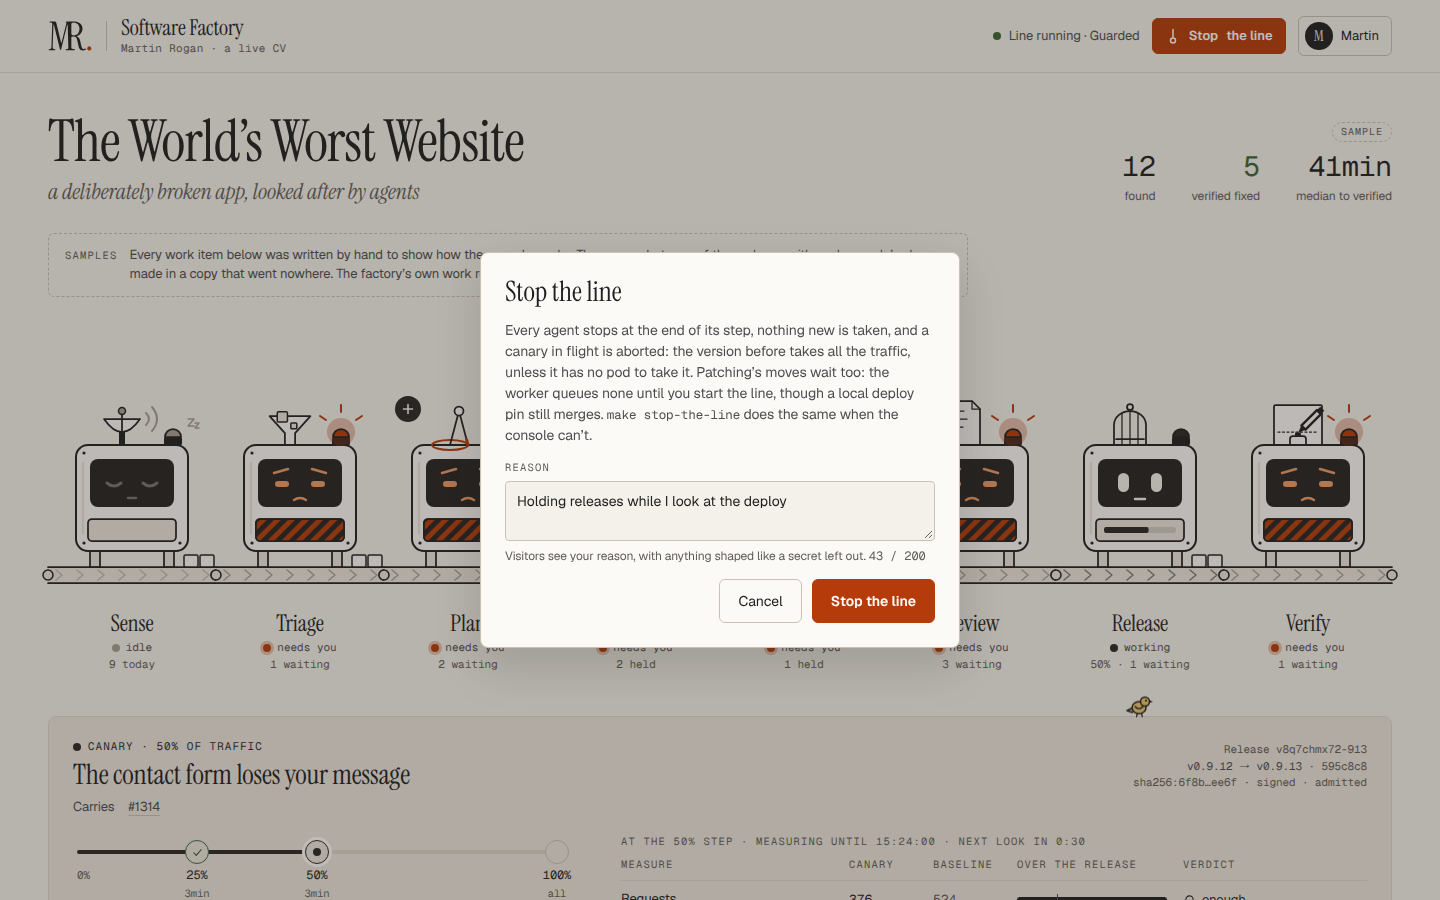 MR.
Software Factory
Martin Rogan · a live CV
Line running · Guarded
Stop the line
M
Martin
The World's Worst Website
a deliberately broken app, looked after by agents
SAMPLE
12
5
41min
found
verified fixed
median to verified
SAMPLES
Every work item below was written by hand to show how the
made in a copy that went nowhere. The factory's own work
Stop the line
Every agent stops at the end of its step, nothing new is taken, and a
canary in flight is aborted: the version before takes all the traffic,
unless it has no pod to take it. Patching's moves wait too: the
worker queues none until you start the line, though a local deploy
pin still merges. make stop-the-line does the same when the
console can't.
REASON
Holding releases while I look at the deploy
Visitors see your reason, with anything shaped like a secret left out. 43 / 200
Cancel
Stop the line
zz
Sense
idle
9 today
Triage
needs you
1 waiting
needs you
2 waiting
needs you
2 held
needs you
1 held
needs you
3 waiting
Release
working
50% · 1 waiting
Verify
needs you
1 waiting
CANARY · 50% OF TRAFFIC
The contact form loses your message
Carries #1314
Release v8q7chmx72-913
v0.9.12 → v0.9.13 · 595c8c8
sha256:6f8b…ee6f · signed · admitted
0%
25%
3min
50%
3min
100%
all
AT THE 50% STEP · MEASURING UNTIL 15:24:00 · NEXT LOOK IN 0:30
MEASURE CANARY BASELINE OVER THE RELEASE VERDICT
Requests 376 524 enough